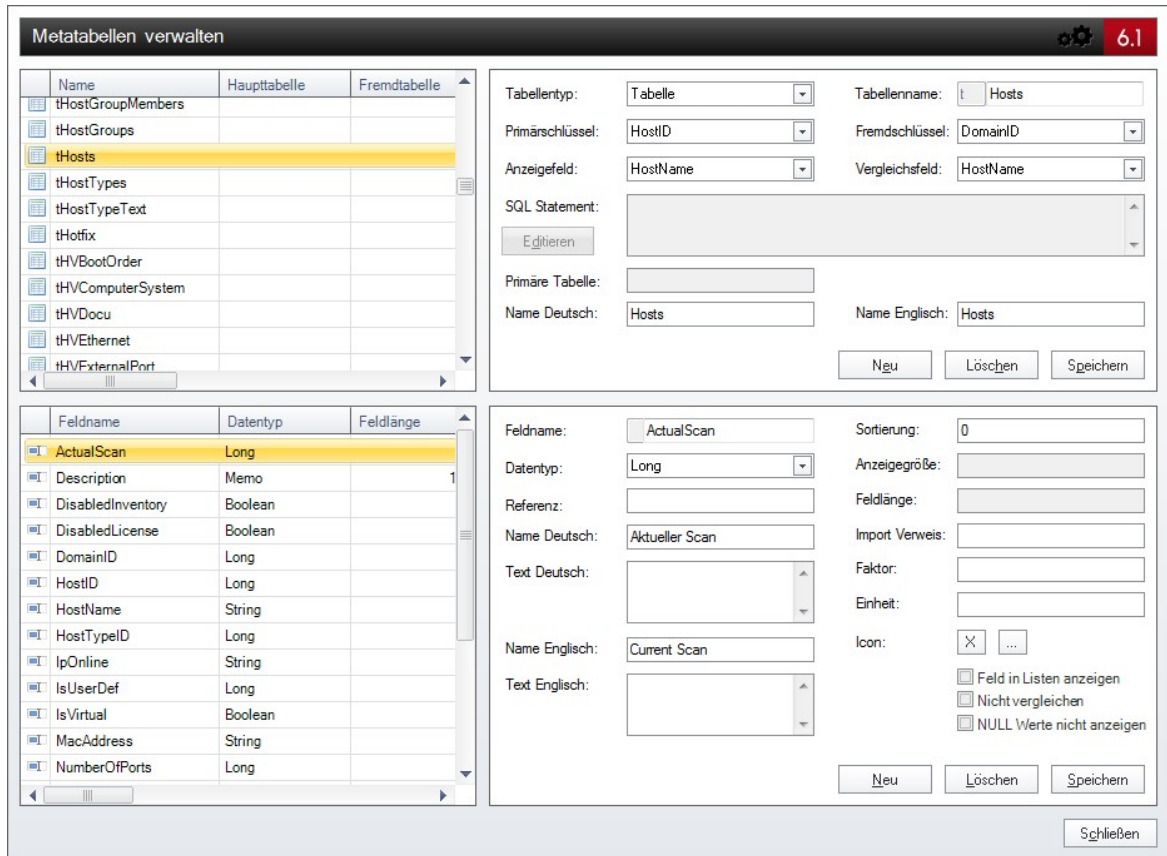 Metatabellen verwalten
6.1
Name Haupttabelle Fremdtabelle
tHostGroupMembers
tHostGroups
tHosts
tHostTypes
tHostTypeText
tHotfix
tHVBootOrder
tHVComputerSystem
tHVDocu
tHVEthernet
tHVExternalPort
Tabellentyp: Tabelle Tabellenname: t Hosts
Primärschlüssel: HostID Fremdschlüssel: DomainID
Anzeigefeld: HostName Vergleichsfeld: HostName
SQL Statement:
Editieren
Primäre Tabelle:
Name Deutsch: Hosts Name Englisch: Hosts
Neu Löschen Speichern
Feldname Datentyp Feldlänge
ActualScan Long
Description Memo 1
DisabledInventory Boolean
DisabledLicense Boolean
DomainID Long
HostID Long
HostName String
HostTypeID Long
IpOnline String
IsUserDef Long
IsVirtual Boolean
MacAddress String
NumberOfPorts Long
Feldname: ActualScan Sortierung: 0
Datentyp: Long Anzeigegröße:
Referenz: Feldlänge:
Name Deutsch: Aktueller Scan Import Verweis:
Text Deutsch: Faktor:
Einheit:
Name Englisch: Current Scan Icon: X ...
Text Englisch: Feld in Listen anzeigen
Nicht vergleichen
NULL Werte nicht anzeigen
Neu Löschen Speichern
Schließen